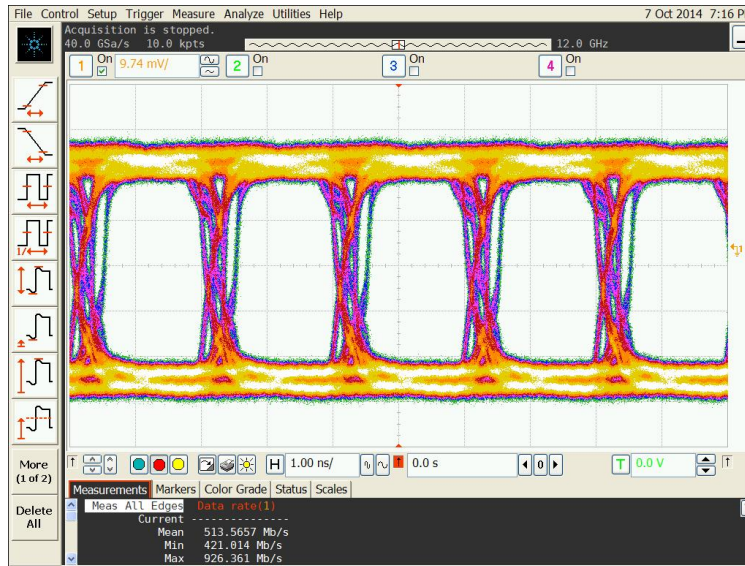 File Control Setup Trigger Measure Analyze Utilities Help 7 Oct 2014 7:16 P
Acquisition is stopped.
40.0 GSa/s 10.0 kpts 12.0 GHz
1 On 9.74 mV/ 2 On 3 On 4 On
1
1/
More
(1 of 2)
Delete
All
H 1.00 ns/ 0.0 s 0 T 0.0 V
Measurements Markers Color Grade Status Scales
Meas All Edges Data rate(1)
Current ---------------
Mean 513.5657 Mb/s
Min 421.014 Mb/s
Max 926.361 Mb/s